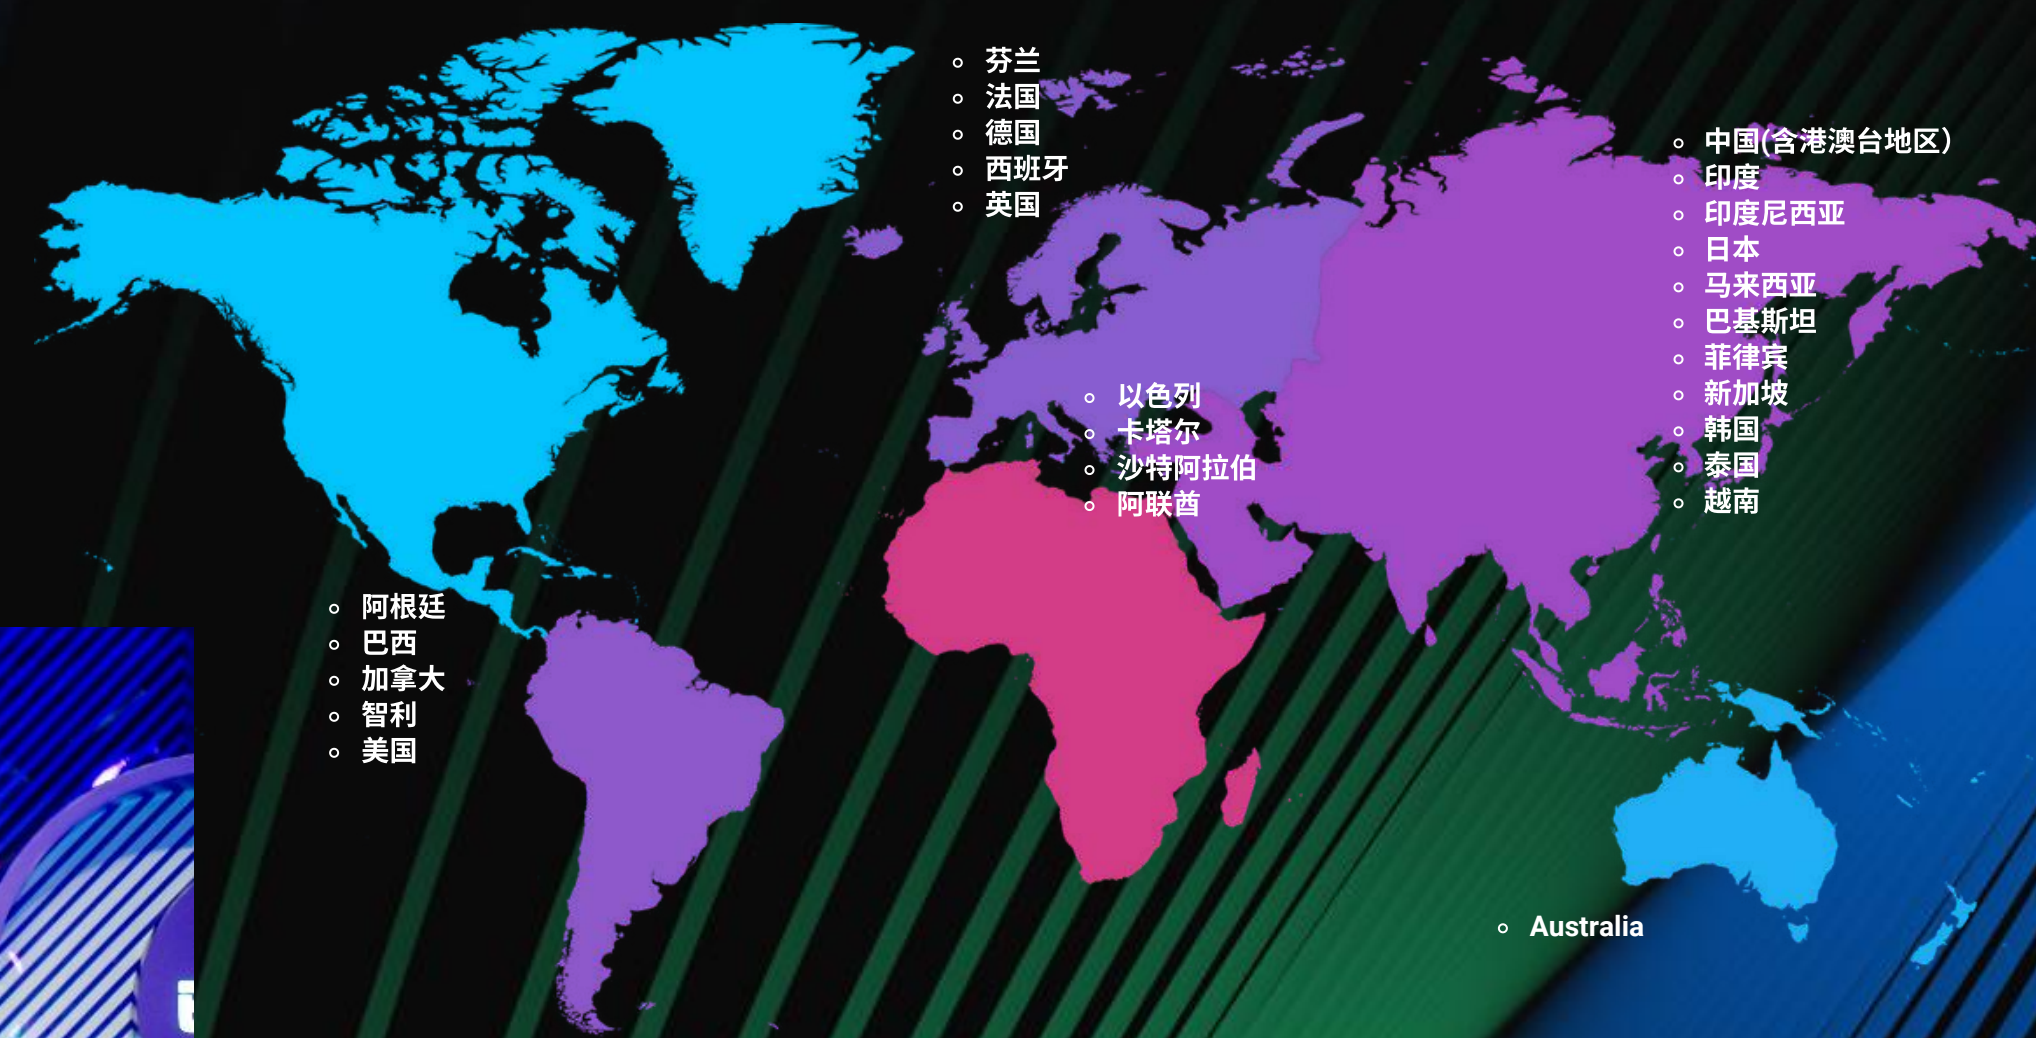 芬兰
法国
德国
西班牙
英国
中国(含港澳台地区）
印度
印度尼西亚
日本
马来西亚
巴基斯坦
菲律宾
新加坡
韩国
泰国
越南
以色列
卡塔尔
沙特阿拉伯
阿联酋
阿根廷
巴西
加拿大
智利
美国
Australia